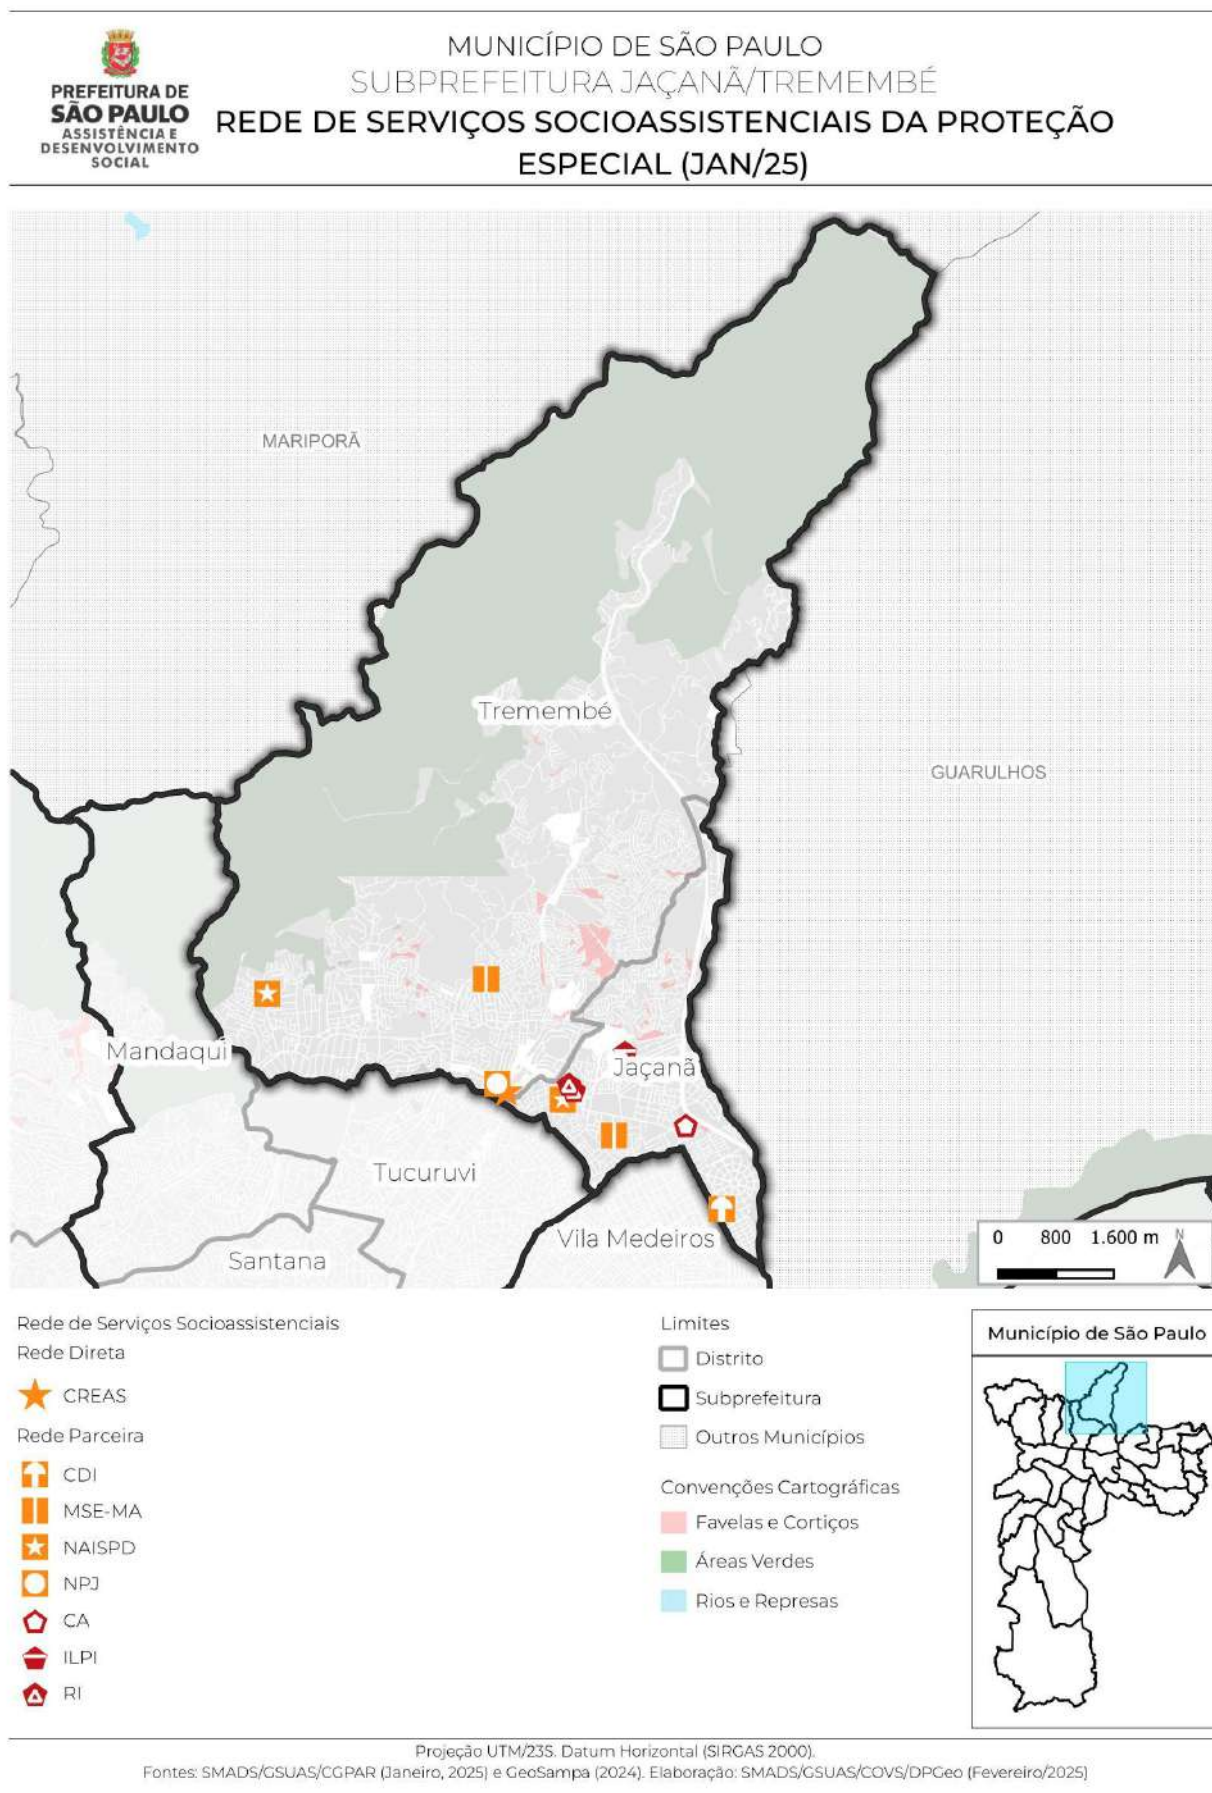 PREFEITURA DE
SÃO PAULO
ASSISTÊNCIA E
DESENVOLVIMENTO
SOCIAL
MUNICÍPIO DE SÃO PAULO
SUBPREFEITURA JAÇANÃ/TREMEMBÉ
REDE DE SERVIÇOS SOCIOASSISTENCIAIS DA PROTEÇÃO
ESPECIAL (JAN/25)
MARIPORÃ
Tremembé
GUARULHOS
Mandaqui
Jaçanã
Tucuruvi
Vila Medeiros
Santana
0 800 1.600 m
N
Rede de Serviços Socioassistenciais
Rede Direta
CREAS
Rede Parceira
CDI
MSE-MA
NAISPD
NPJ
CA
ILPI
RI
Limites
Distrito
Subprefeitura
Outros Municípios
Convenções Cartográficas
Favelas e Cortiços
Áreas Verdes
Rios e Represas
Município de São Paulo
Projeção UTM/23S. Datum Horizontal (SIRGAS 2000).
Fontes: SMADS/GSUAS/CGPAR (Janeiro, 2025) e GeoSampa (2024). Elaboração: SMADS/GSUAS/COVS/DPGeo (Fevereiro/2025)